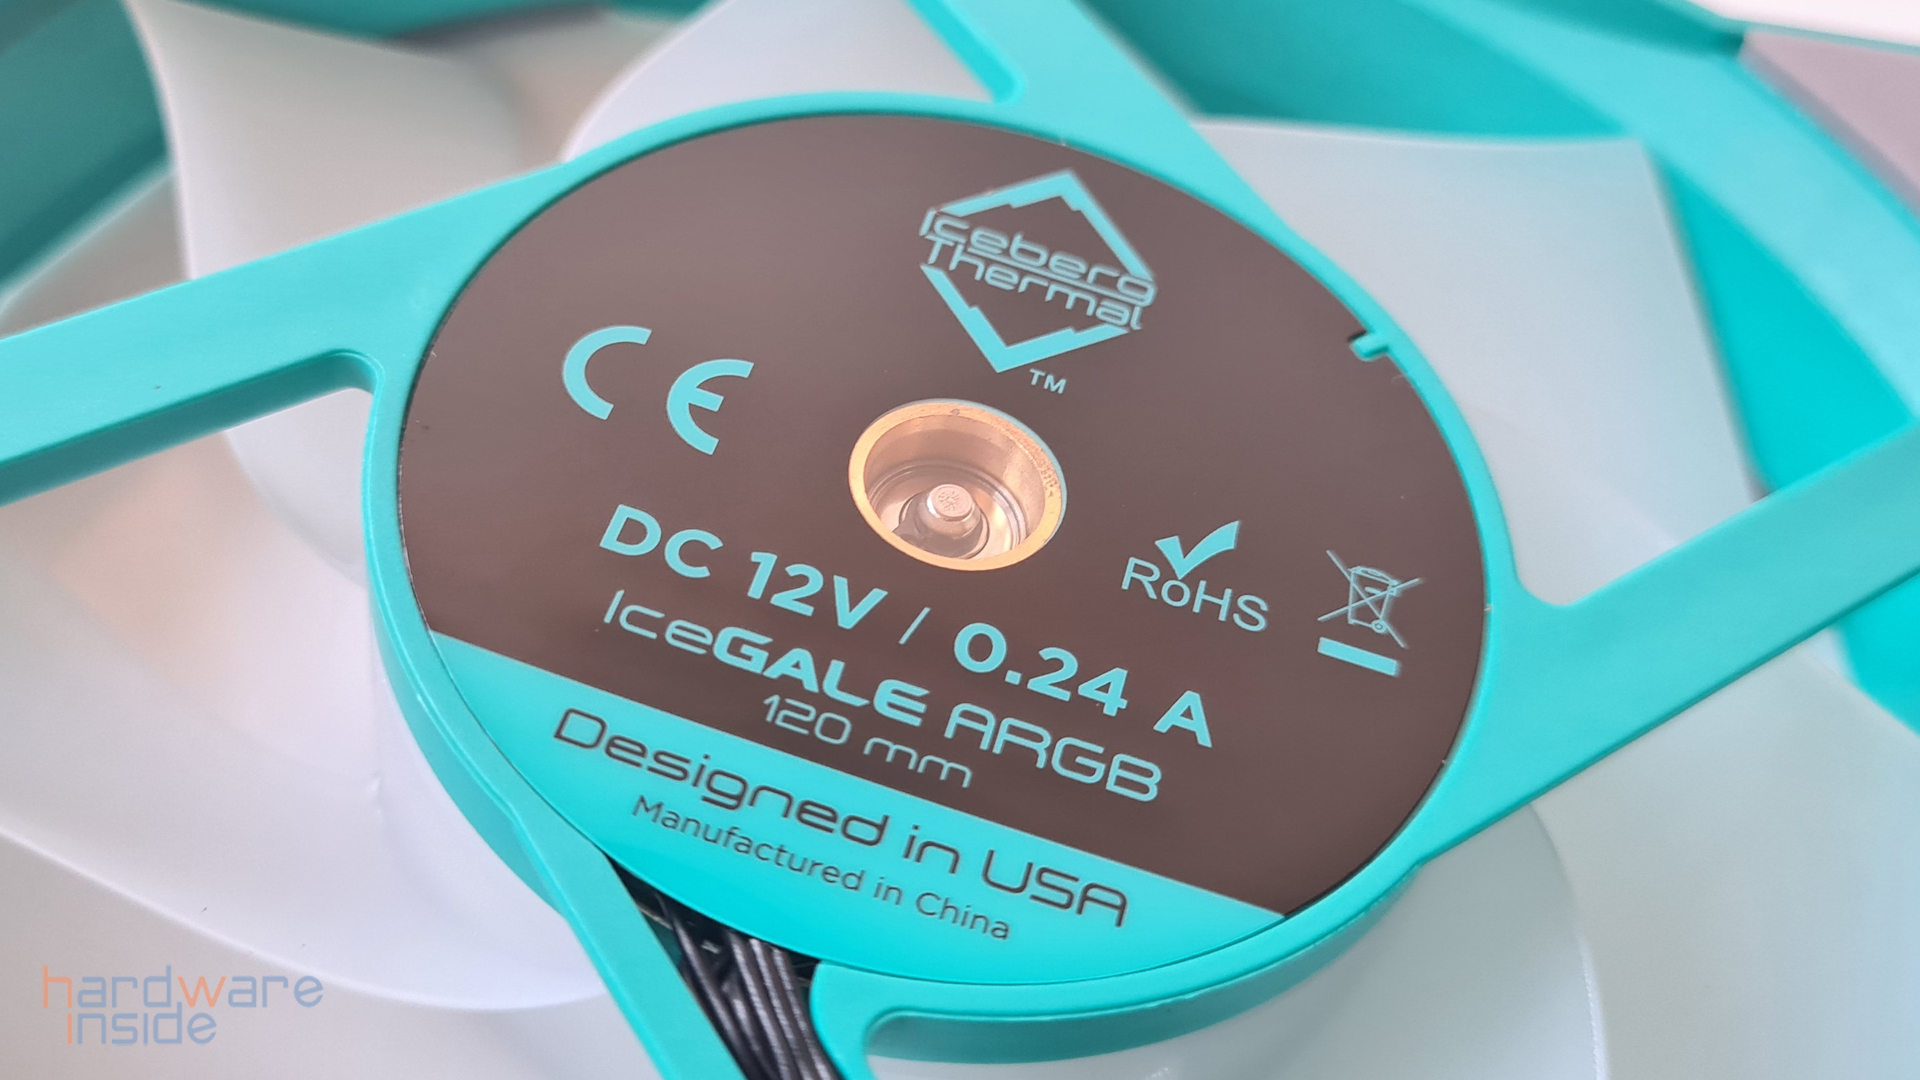 Iceberg
Thermal
TM
CE
DC 12V / 0.24 A
RoHS
IceGALE ARGB
120 mm
Designed in USA
Manufactured in China
hardware
inside